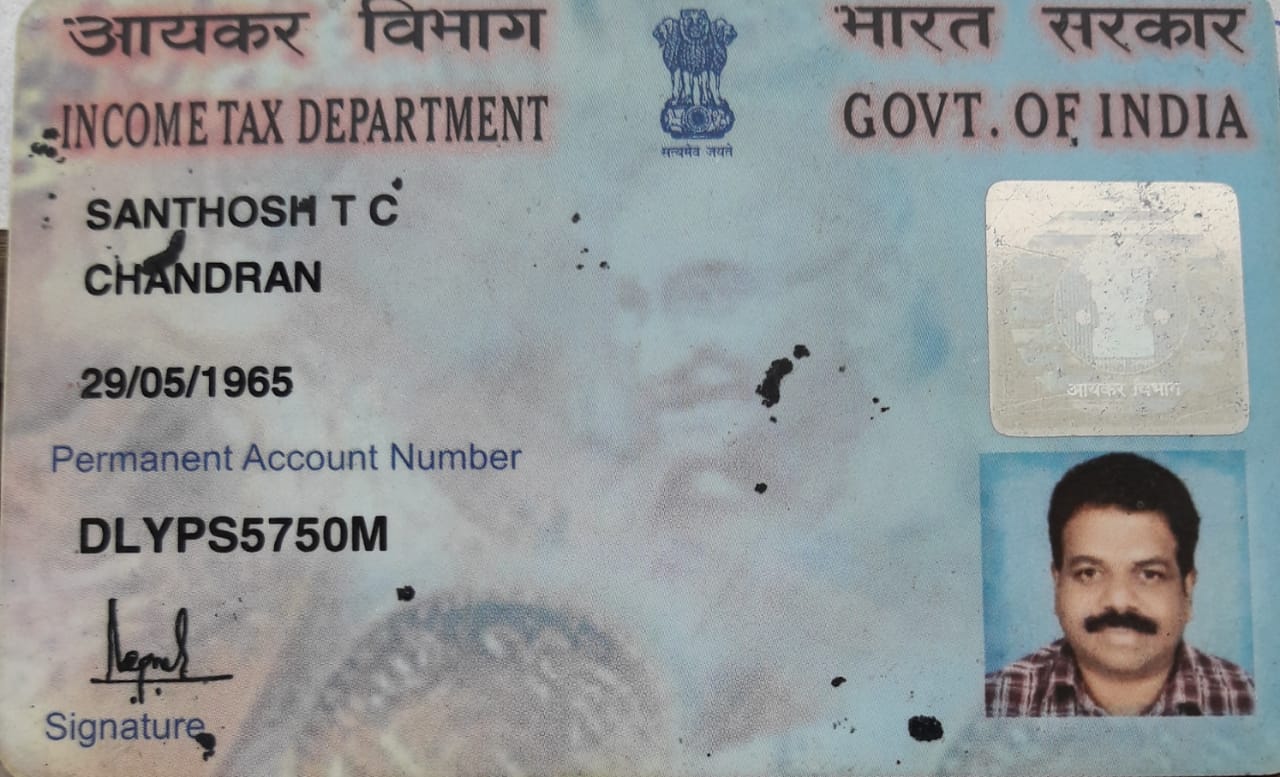 आयकर विभाग
INCOME TAX DEPARTMENT
भारत सरकार
GOVT. OF INDIA
सत्यमेव जयते
SANTHOSH T C
CHANDRAN
29/05/1965
Permanent Account Number
DLYPS5750M
Signature
आयकर विभाग